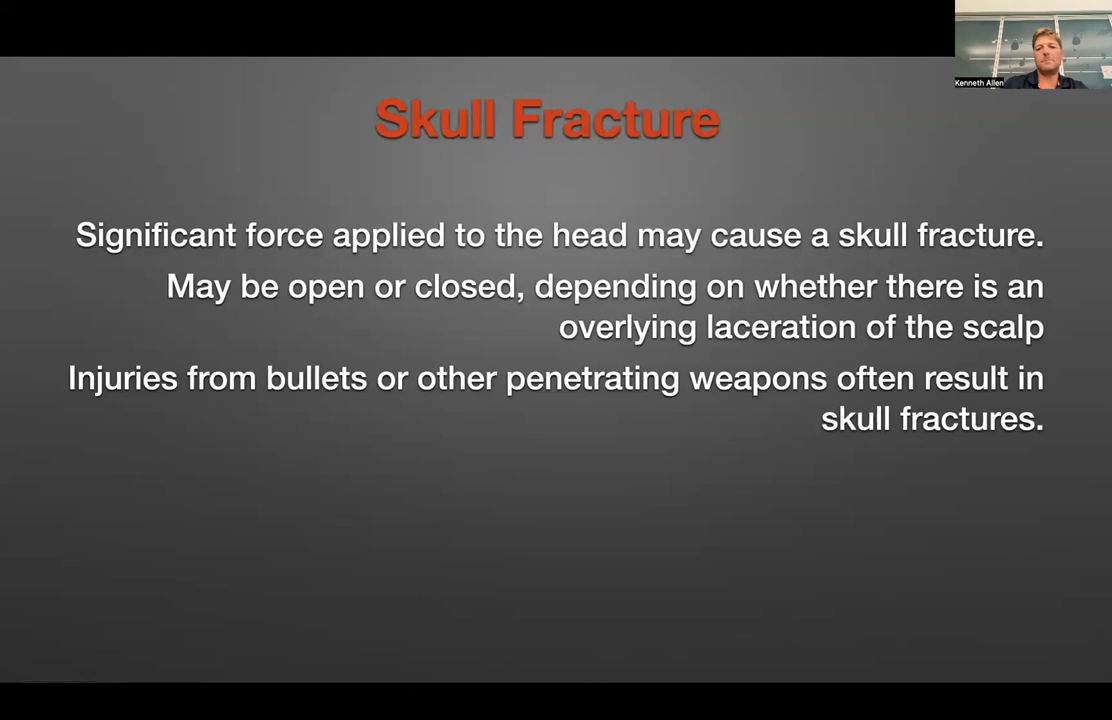 Kenneth Allen
Skull Fracture
Significant force applied to the head may cause a skull fracture.
May be open or closed, depending on whether there is an
overlying laceration of the scalp
Injuries from bullets or other penetrating weapons often result in
skull fractures.